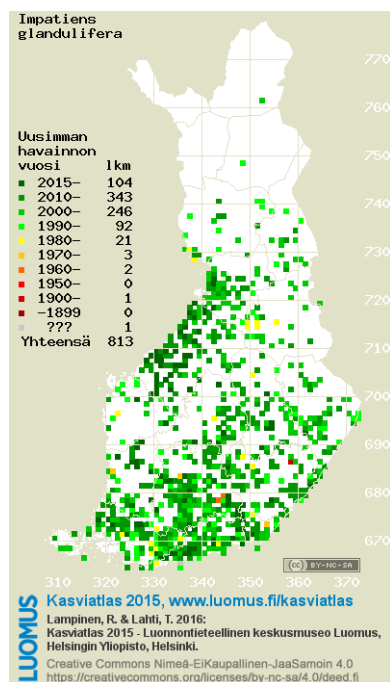 Impatiens
glandulifera
Uusimman
havainnon
vuosi lkm
2015- 104
2010- 343
2000- 246
1990- 92
1980- 21
1970- 3
1960- 2
1950- 0
1900- 1
-1899 0
??? 1
Yhteensä 813
770
760
750
740
730
720
710
700
690
680
670
310 320 330 340 350 360 370
(cc) BY-NC-SA
LUOMUS
Kasviatlas 2015, www.luomus.fi/kasviatlas
Lampinen, R. & Lahti, T. 2016:
Kasviatlas 2015 - Luonnontieteellinen keskusmuseo Luomus,
Helsingin Yliopisto, Helsinki.
Creative Commons Nimeä-EiKaupallinen-JaaSamoin 4.0
https://creativecommons.org/licenses/by-nc-sa/4.0/deed.fi